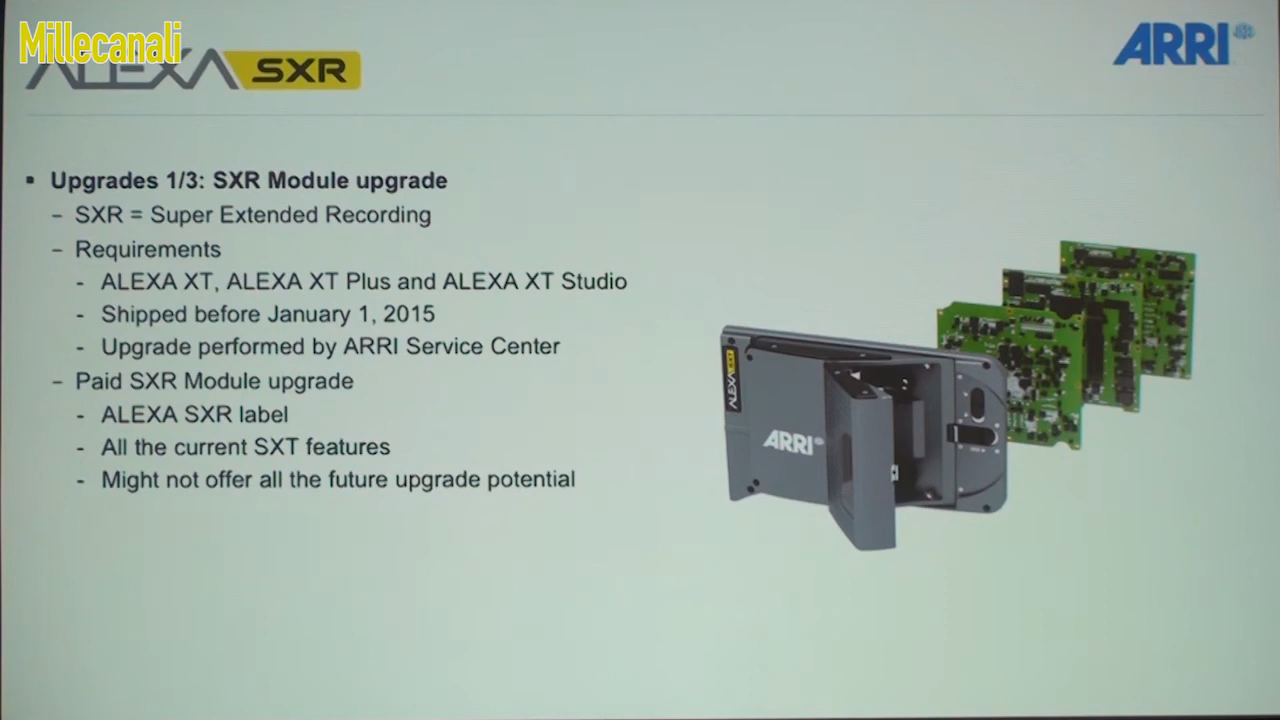 Millecanali
ALEXA SXR
ARRI
▪ Upgrades 1/3: SXR Module upgrade
– SXR = Super Extended Recording
– Requirements
- ALEXA XT, ALEXA XT Plus and ALEXA XT Studio
- Shipped before January 1, 2015
- Upgrade performed by ARRI Service Center
– Paid SXR Module upgrade
- ALEXA SXR label
- All the current SXT features
- Might not offer all the future upgrade potential
ALEXA SXT
ARRI